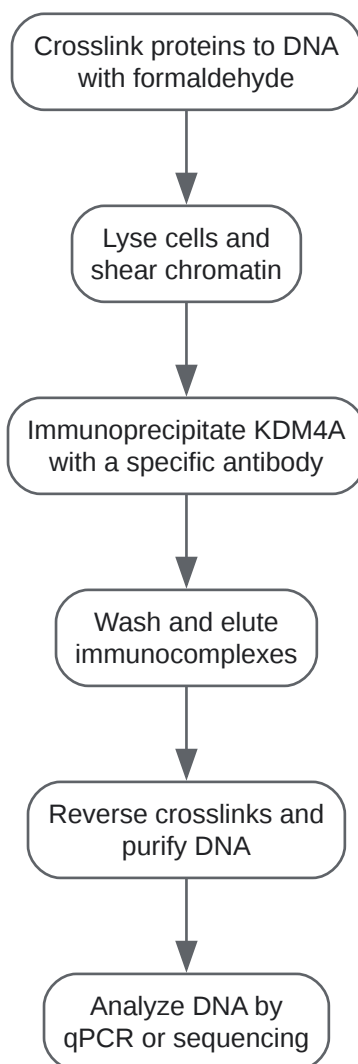 Crosslink proteins to DNA
with formaldehyde
Lyse cells and
shear chromatin
Immunoprecipitate KDM4A
with a specific antibody
Wash and elute
immunocomplexes
Reverse crosslinks and
purify DNA
Analyze DNA by
qPCR or sequencing